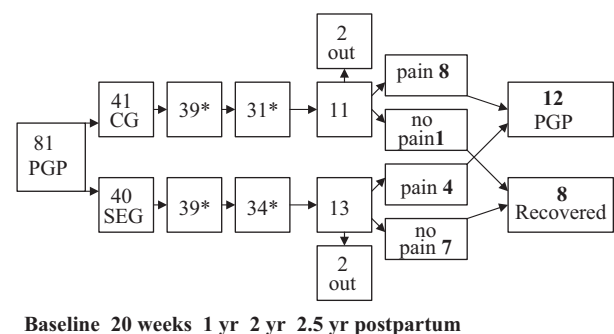 2
out
41
CG
39*
31*
11
pain 8
no
pain1
12
PGP
81
PGP
40
SEG
39*
34*
13
pain 4
no
pain 7
8
Recovered
2
out
Baseline 20 weeks 1 yr 2 yr 2.5 yr postpartum